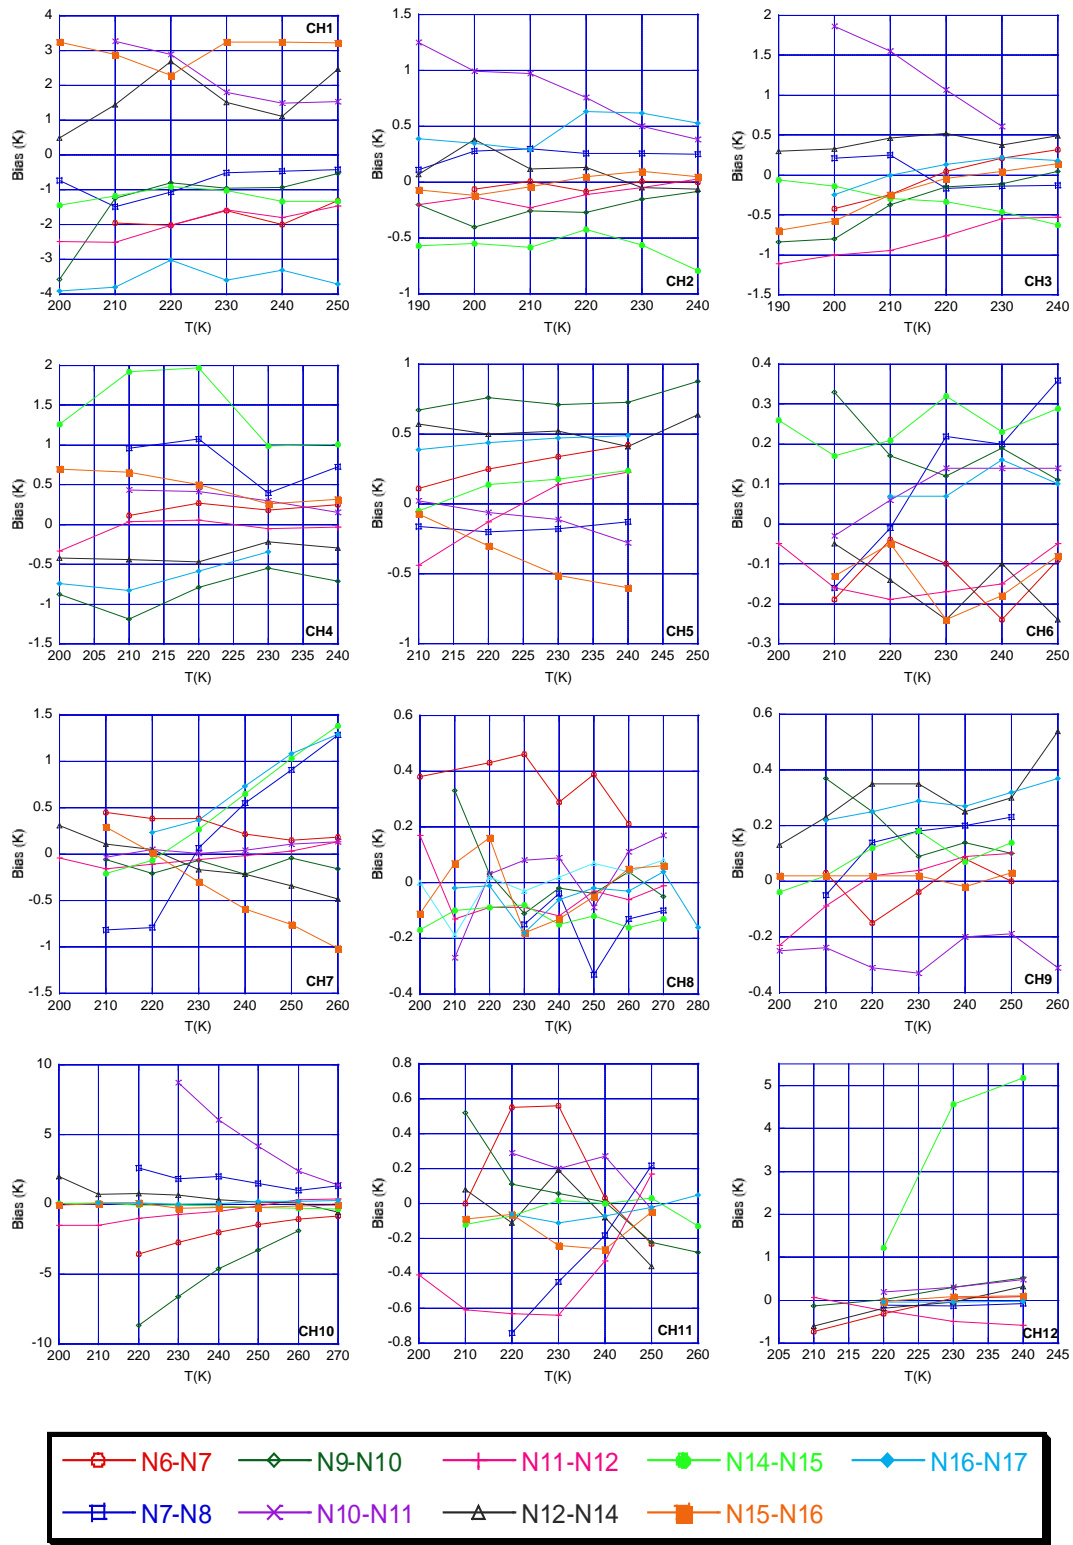 CH1
4
3
2
1
0
-1
-2
-3
-4
Bias (K)
200 210 220 230 240 250
T(K)
CH2
1.5
1
0.5
0
-0.5
-1
Bias (K)
190 200 210 220 230 240
T(K)
CH3
2
1.5
1
0.5
0
-0.5
-1
-1.5
Bias (K)
190 200 210 220 230 240
T(K)
CH4
2
1.5
1
0.5
0
-0.5
-1
-1.5
Bias (K)
200 205 210 215 220 225 230 235 240
T(K)
CH5
1
0.5
0
-0.5
-1
Bias (K)
210 215 220 225 230 235 240 245 250
T(K)
CH6
0.4
0.3
0.2
0.1
0
-0.1
-0.2
-0.3
Bias (K)
200 210 220 230 240 250
T(K)
CH7
1.5
1
0.5
0
-0.5
-1
-1.5
Bias (K)
200 210 220 230 240 250 260
T(K)
CH8
0.6
0.4
0.2
0
-0.2
-0.4
Bias (K)
200 210 220 230 240 250 260 270 280
T(K)
CH9
0.6
0.4
0.2
0
-0.2
-0.4
Bias (K)
200 210 220 230 240 250 260
T(K)
CH10
10
5
0
-5
-10
Bias (K)
200 210 220 230 240 250 260 270
T(K)
CH11
0.8
0.6
0.4
0.2
0
-0.2
-0.4
-0.6
-0.8
Bias (K)
200 210 220 230 240 250 260
T(K)
CH12
5
4
3
2
1
0
-1
Bias (K)
205 210 215 220 225 230 235 240 245
T(K)
N6-N7 N9-N10 N11-N12 N14-N15 N16-N17
N7-N8 N10-N11 N12-N14 N15-N16